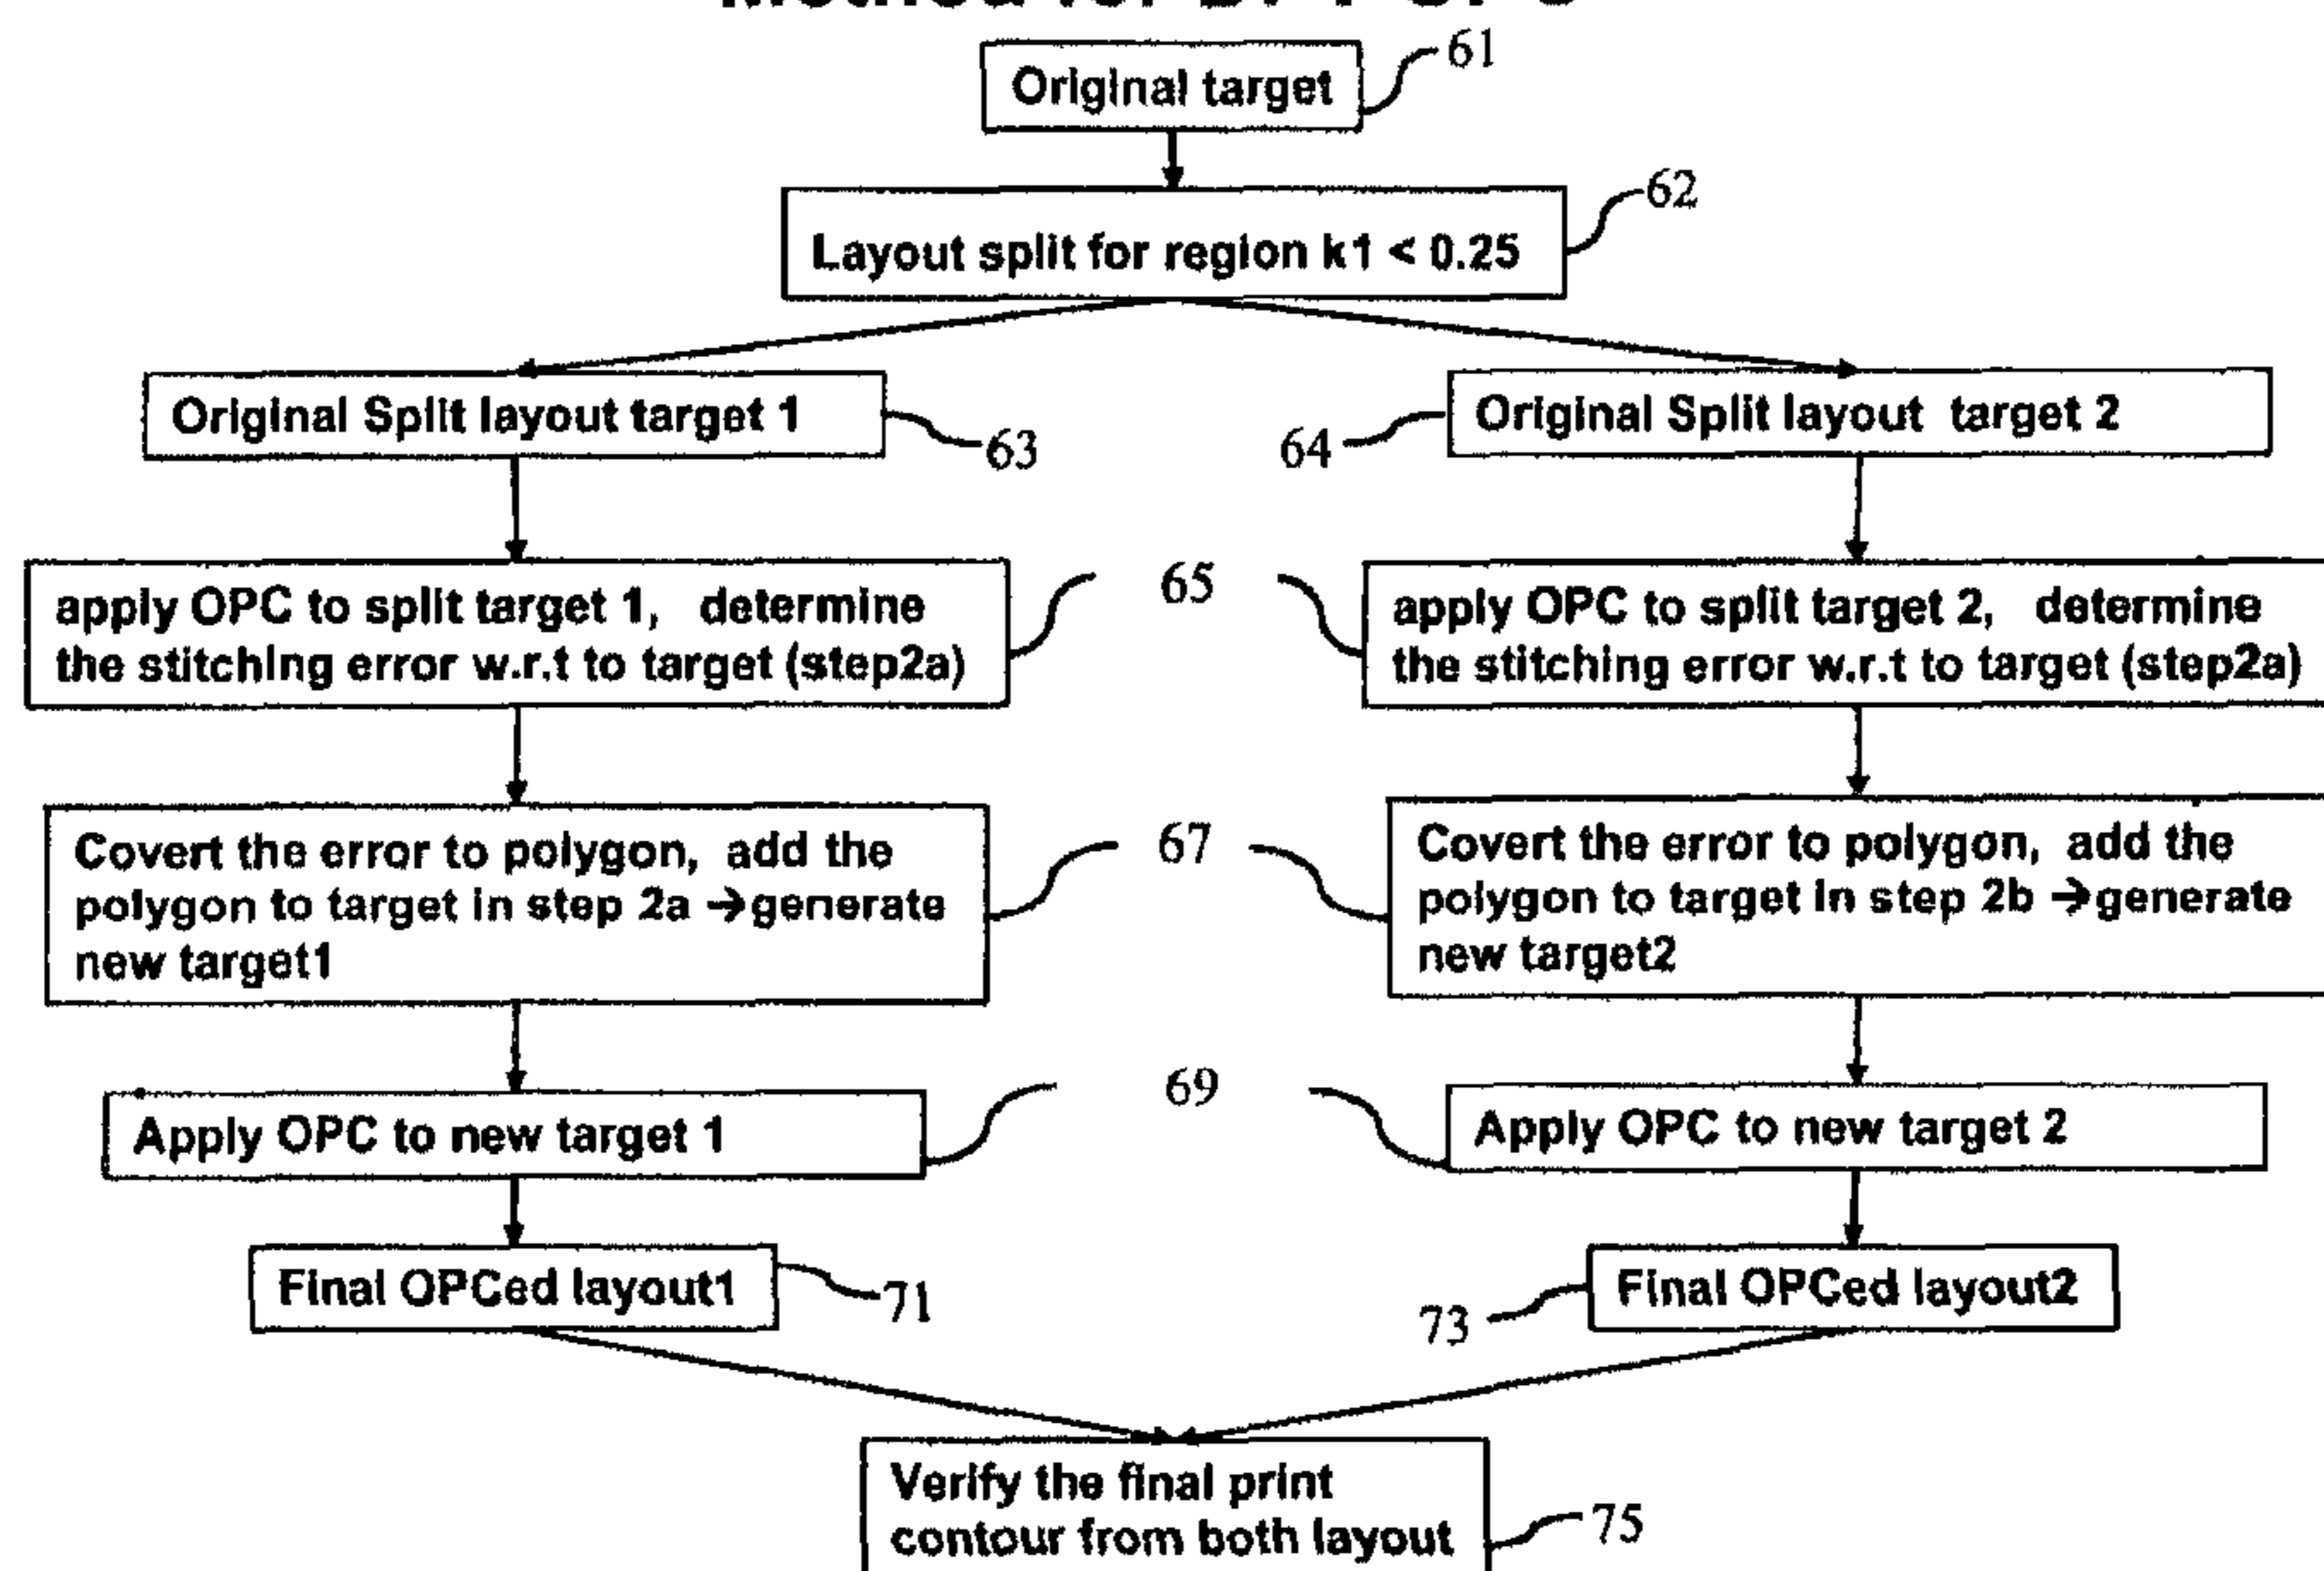 Original target
61
Layout split for region k1 < 0.25
62
Original Split layout target 1
63
64
Original Split layout target 2
apply OPC to split target 1, determine
the stitching error w.r.t to target (step2a)
65
apply OPC to split target 2, determine
the stitching error w.r.t to target (step2a)
Covert the error to polygon, add the
polygon to target in step 2a →generate
new target1
67
Covert the error to polygon, add the
polygon to target in step 2b →generate
new target2
Apply OPC to new target 1
69
Apply OPC to new target 2
Final OPCed layout1
71
73
Final OPCed layout2
Verify the final print
contour from both layout
75